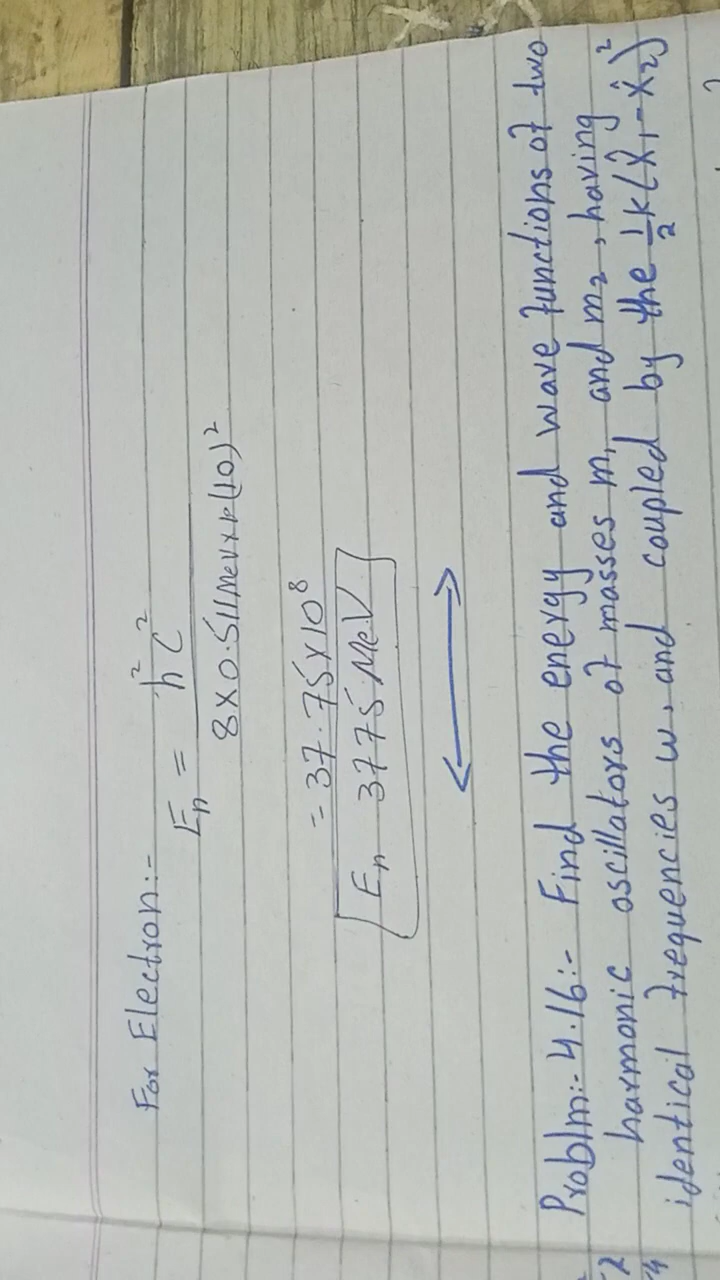 For Electron:-
Eₙ = h²c²
8×0.511MeV×π(10)²
= 37.75×10⁸
Eₙ 3775 MeV
Problm:- 4.16:- Find the energy and wave functions of two
harmonic oscillators of masses m₁ and m₂, having
identical frequencies w, and coupled by the ½k(x̂₁-x̂₂)²